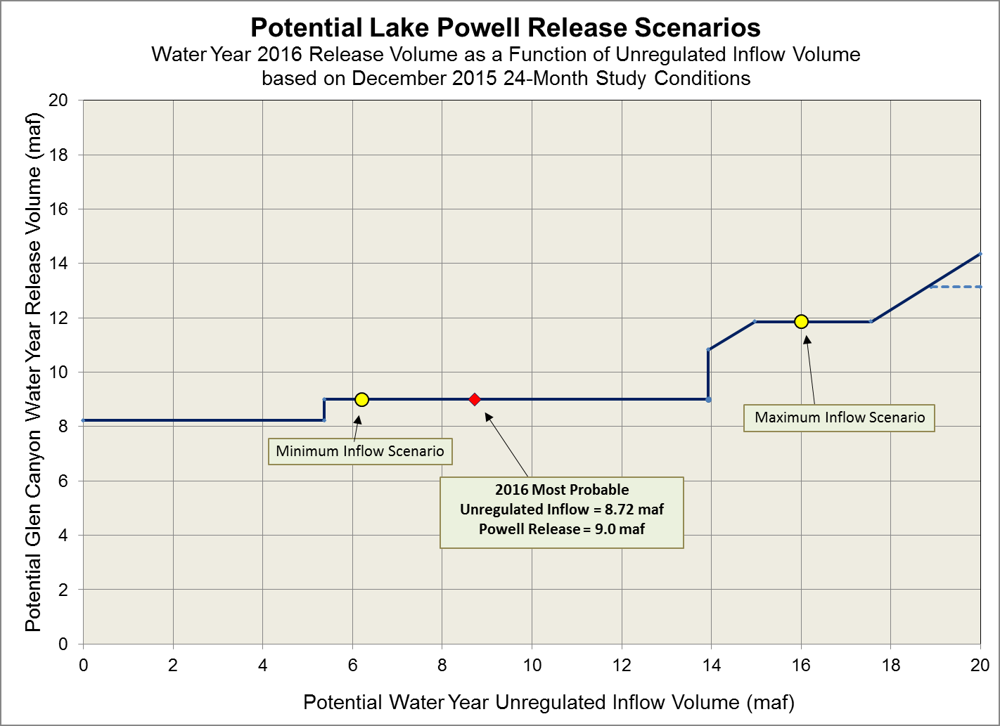 Potential Lake Powell Release Scenarios
Water Year 2016 Release Volume as a Function of Unregulated Inflow Volume
based on December 2015 24-Month Study Conditions
Potential Glen Canyon Water Year Release Volume (maf)
20
18
16
14
12
10
8
6
4
2
0
Minimum Inflow Scenario
2016 Most Probable
Unregulated Inflow = 8.72 maf
Powell Release = 9.0 maf
Maximum Inflow Scenario
0 2 4 6 8 10 12 14 16 18 20
Potential Water Year Unregulated Inflow Volume (maf)